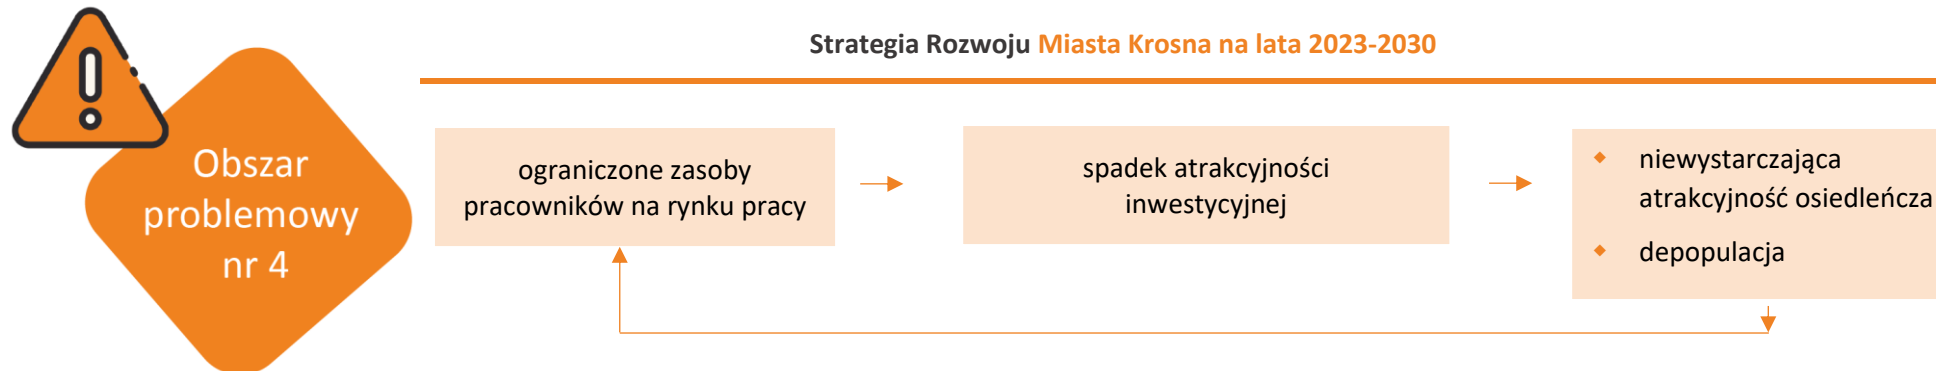 Strategia Rozwoju Miasta Krosna na lata 2023-2030
Obszar
problemowy
nr 4
ograniczone zasoby
pracowników na rynku pracy
spadek atrakcyjności
inwestycyjnej
niewystarczająca
atrakcyjność osiedleńcza
depopulacja